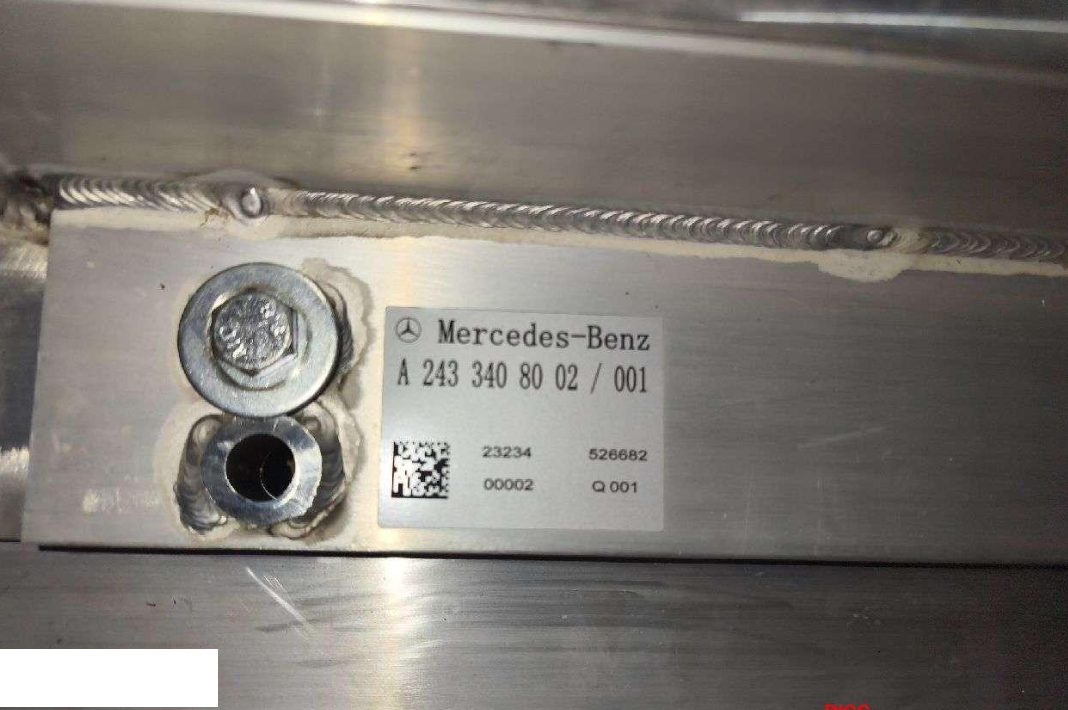 Mercedes-Benz
A 243 340 80 02 / 001
23234 526682
00002 Q 001